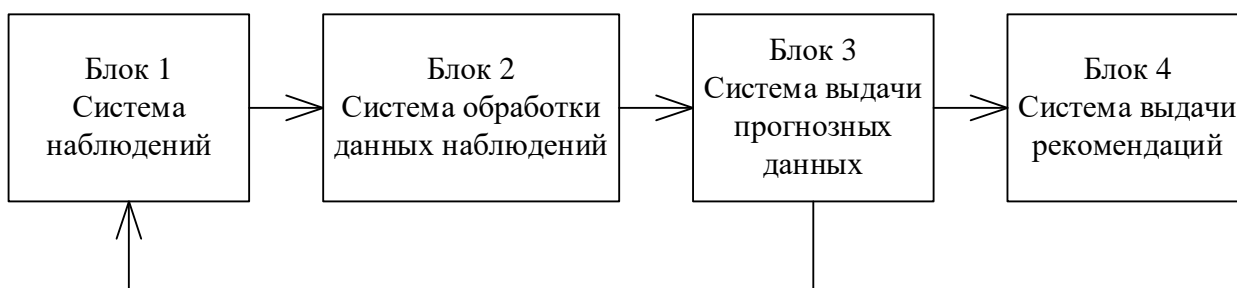 Блок 1
Система
наблюдений
Блок 2
Система обработки
данных наблюдений
Блок 3
Система выдачи
прогнозных
данных
Блок 4
Система выдачи
рекомендаций